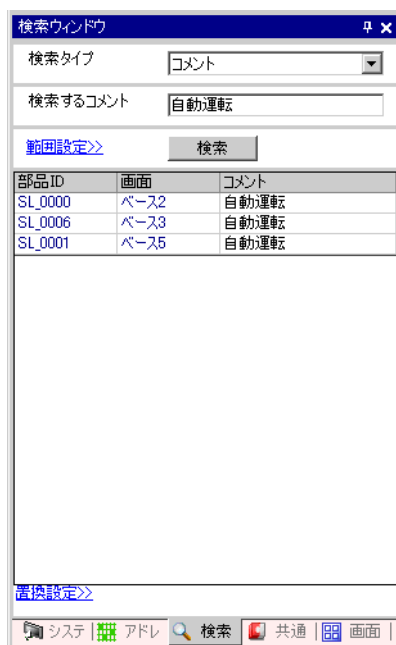 検索ウィンドウ
検索タイプ コメント
検索するコメント 自動運転
範囲設定>> 検索
部品ID 画面 コメント
SL_0000 ベース2 自動運転
SL_0006 ベース3 自動運転
SL_0001 ベース5 自動運転
置換設定>>
システ アドレ 検索 共通 画面